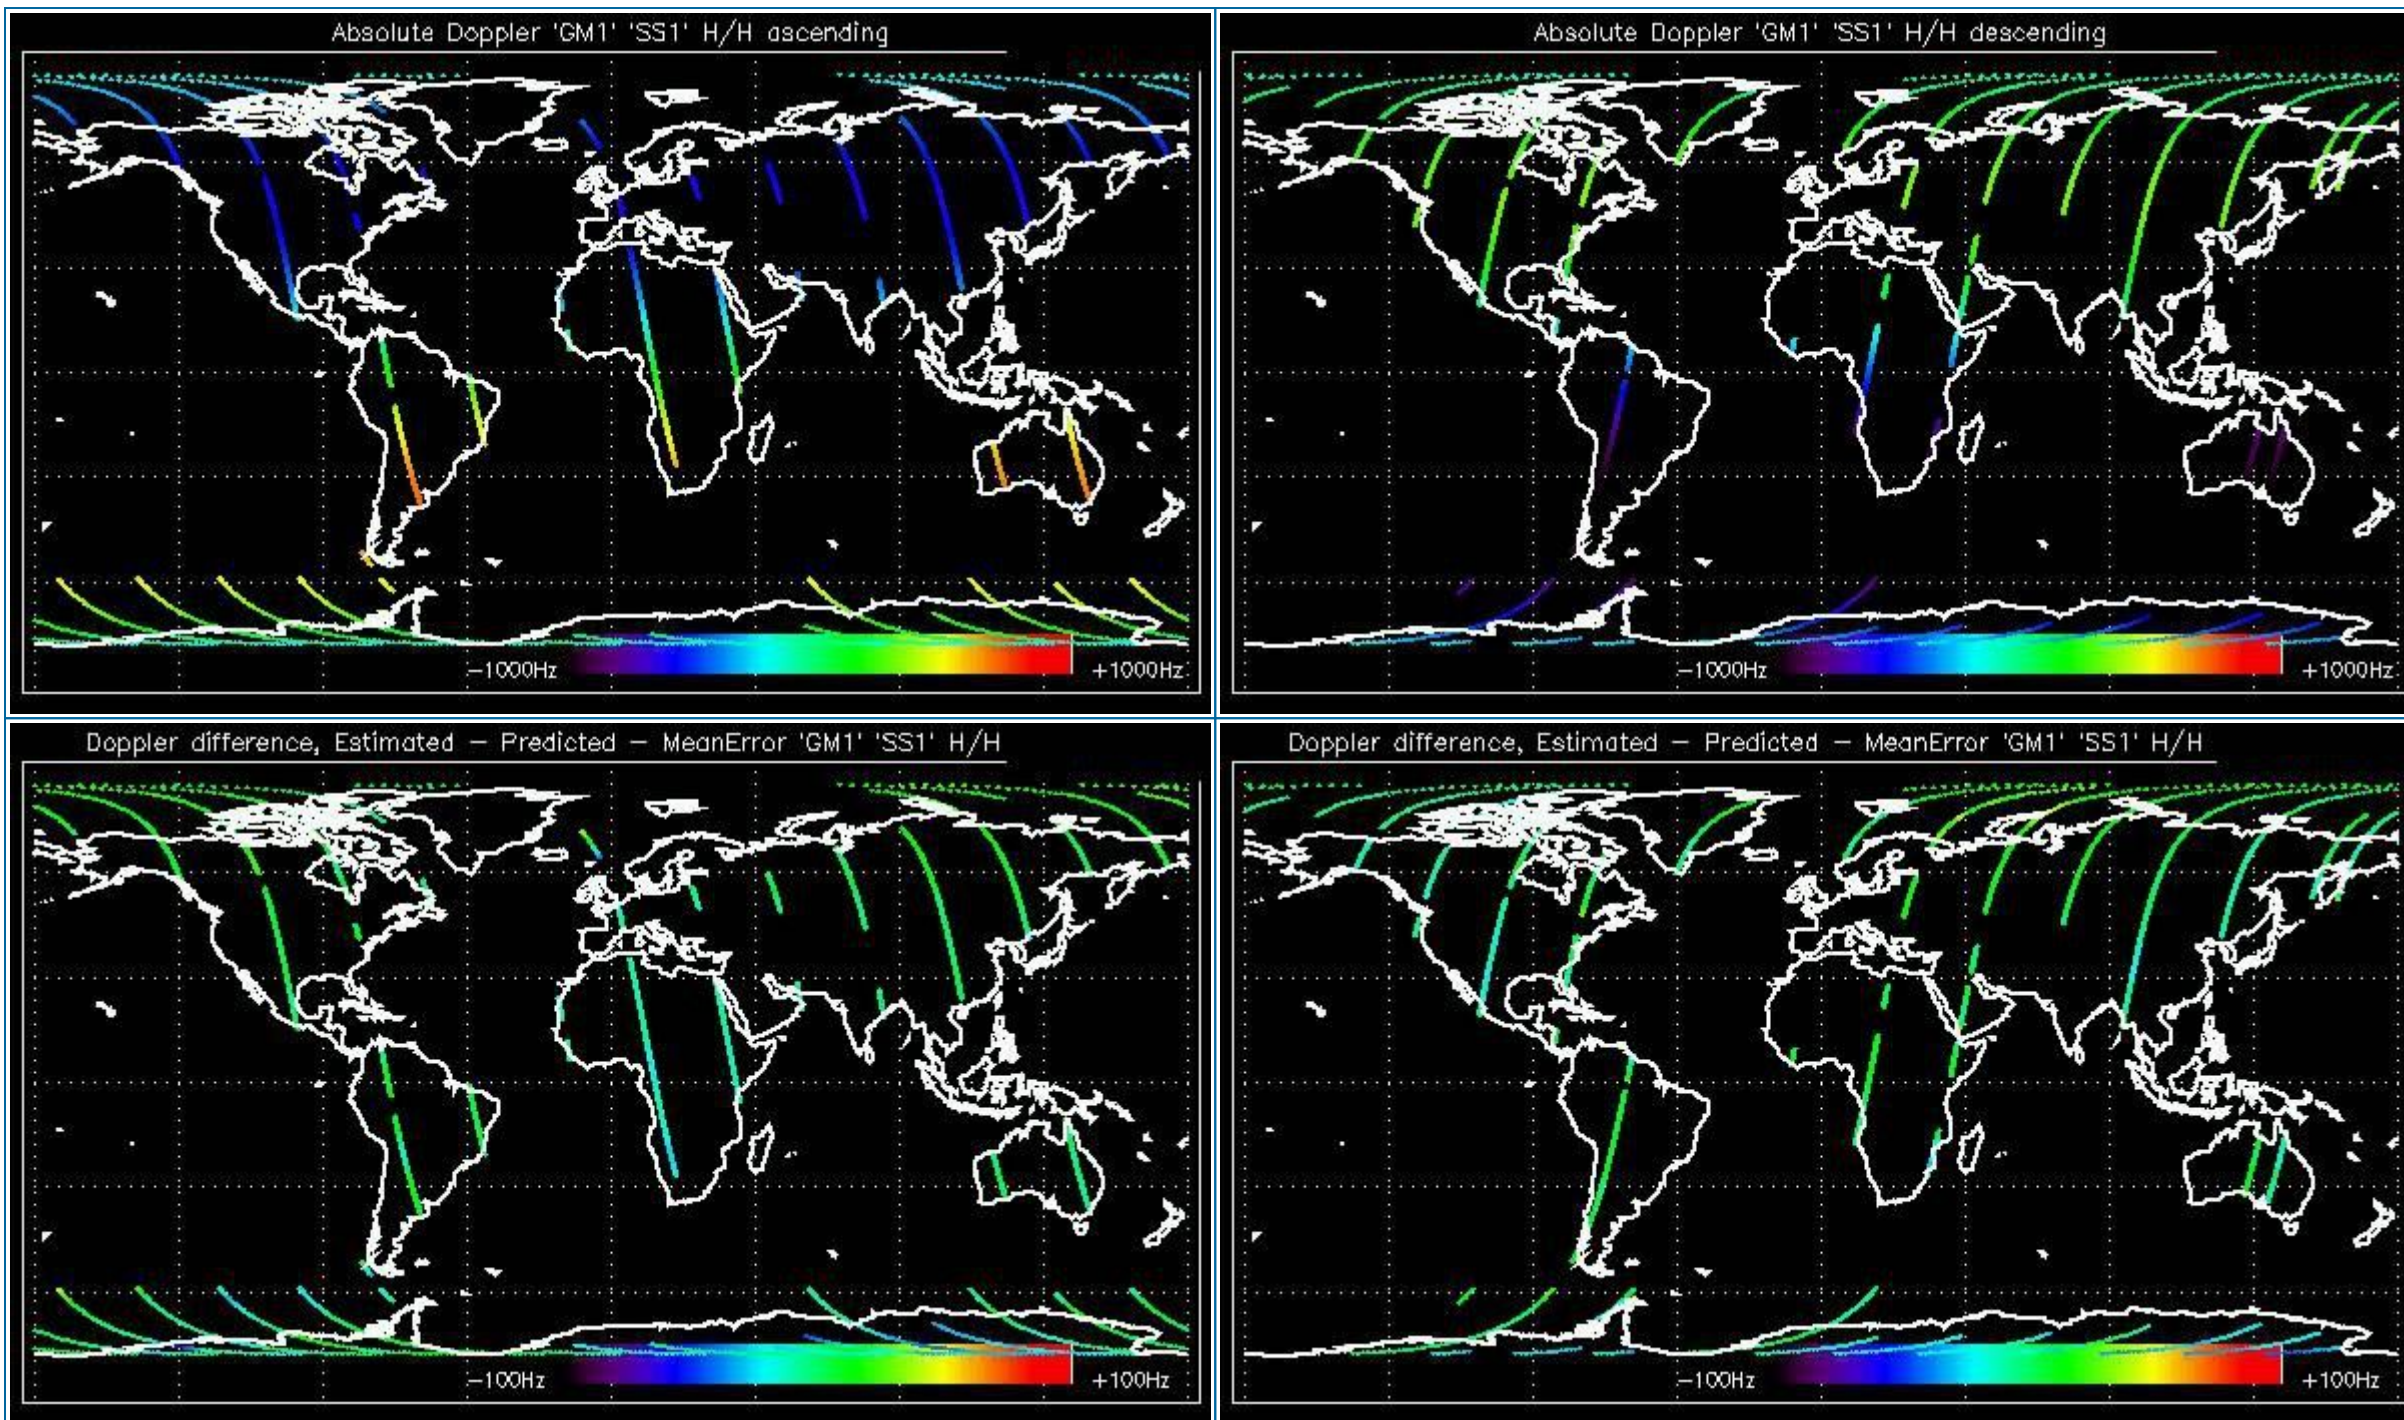 Absolute Doppler 'GM1' 'SS1' H/H ascending
−1000Hz
+1000Hz
Absolute Doppler 'GM1' 'SS1' H/H descending
−1000Hz
+1000Hz
Doppler difference, Estimated − Predicted − MeanError 'GM1' 'SS1' H/H
−100Hz
+100Hz
Doppler difference, Estimated − Predicted − MeanError 'GM1' 'SS1' H/H
−100Hz
+100Hz